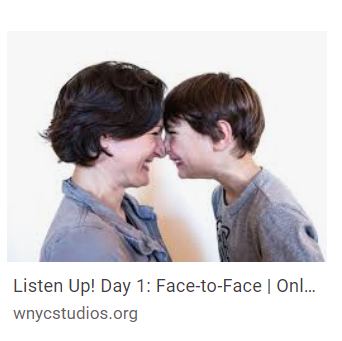 Listen Up! Day 1: Face-to-Face | Onl...
wnycstudios.org